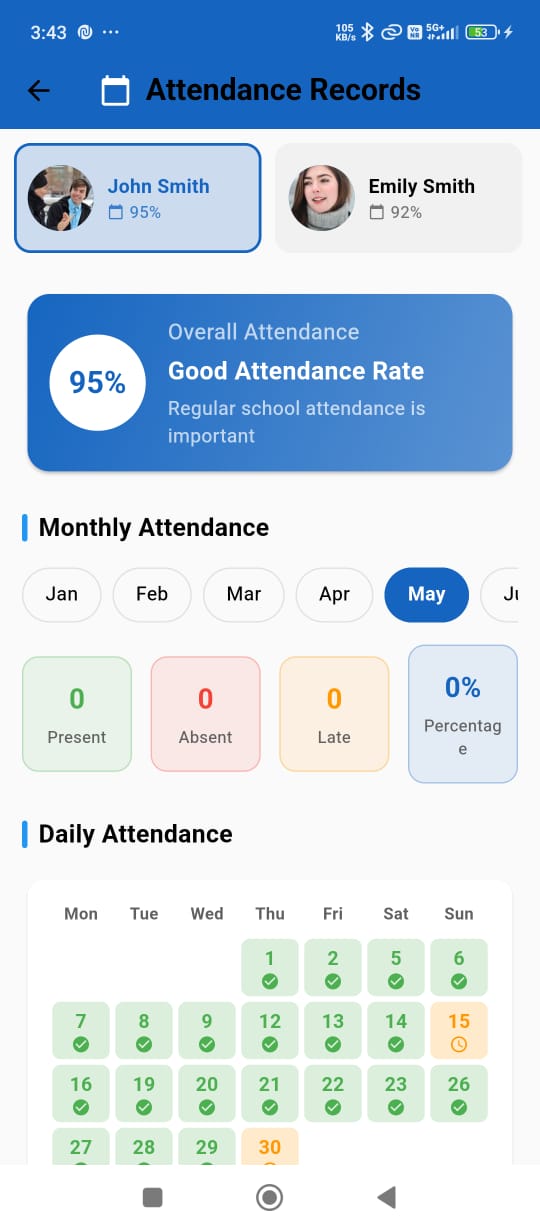 3:43 ... 105 KB/s Vo NR 5G+ 53
Attendance Records
John Smith
95%
Emily Smith
92%
Overall Attendance
95%
Good Attendance Rate
Regular school attendance is
important
Monthly Attendance
Jan Feb Mar Apr May Ju
0 0 0 0%
Present Absent Late Percentag
e
Daily Attendance
Mon Tue Wed Thu Fri Sat Sun
1 2 5 6
7 8 9 12 13 14 15
16 19 20 21 22 23 26
27 28 29 30